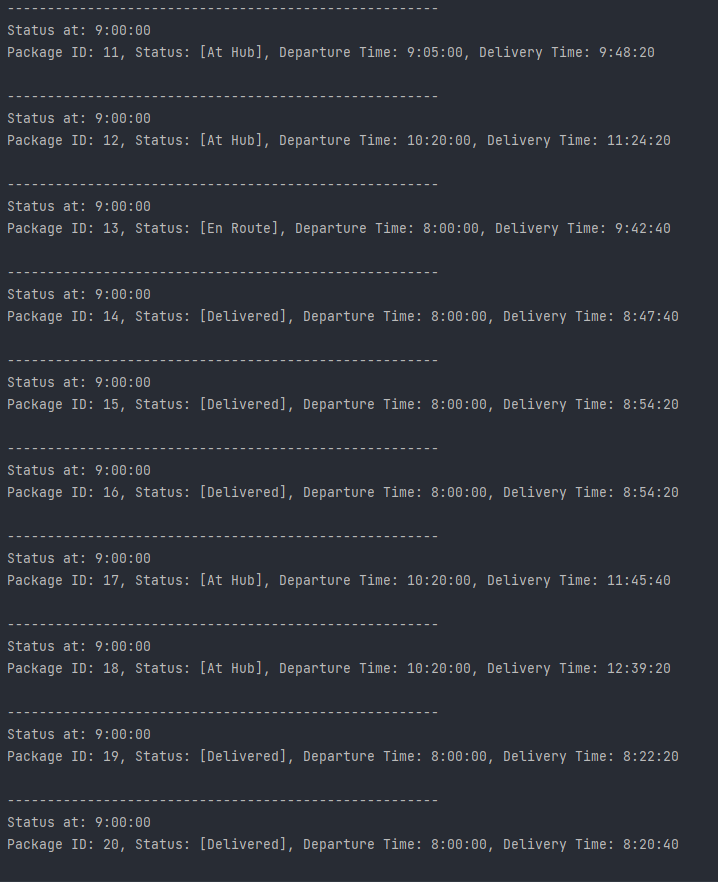 ------------------------------------------------------
Status at: 9:00:00
Package ID: 11, Status: [At Hub], Departure Time: 9:05:00, Delivery Time: 9:48:20
------------------------------------------------------
Status at: 9:00:00
Package ID: 12, Status: [At Hub], Departure Time: 10:20:00, Delivery Time: 11:24:20
------------------------------------------------------
Status at: 9:00:00
Package ID: 13, Status: [En Route], Departure Time: 8:00:00, Delivery Time: 9:42:40
------------------------------------------------------
Status at: 9:00:00
Package ID: 14, Status: [Delivered], Departure Time: 8:00:00, Delivery Time: 8:47:40
------------------------------------------------------
Status at: 9:00:00
Package ID: 15, Status: [Delivered], Departure Time: 8:00:00, Delivery Time: 8:54:20
------------------------------------------------------
Status at: 9:00:00
Package ID: 16, Status: [Delivered], Departure Time: 8:00:00, Delivery Time: 8:54:20
------------------------------------------------------
Status at: 9:00:00
Package ID: 17, Status: [At Hub], Departure Time: 10:20:00, Delivery Time: 11:45:40
------------------------------------------------------
Status at: 9:00:00
Package ID: 18, Status: [At Hub], Departure Time: 10:20:00, Delivery Time: 12:39:20
------------------------------------------------------
Status at: 9:00:00
Package ID: 19, Status: [Delivered], Departure Time: 8:00:00, Delivery Time: 8:22:20
------------------------------------------------------
Status at: 9:00:00
Package ID: 20, Status: [Delivered], Departure Time: 8:00:00, Delivery Time: 8:20:40